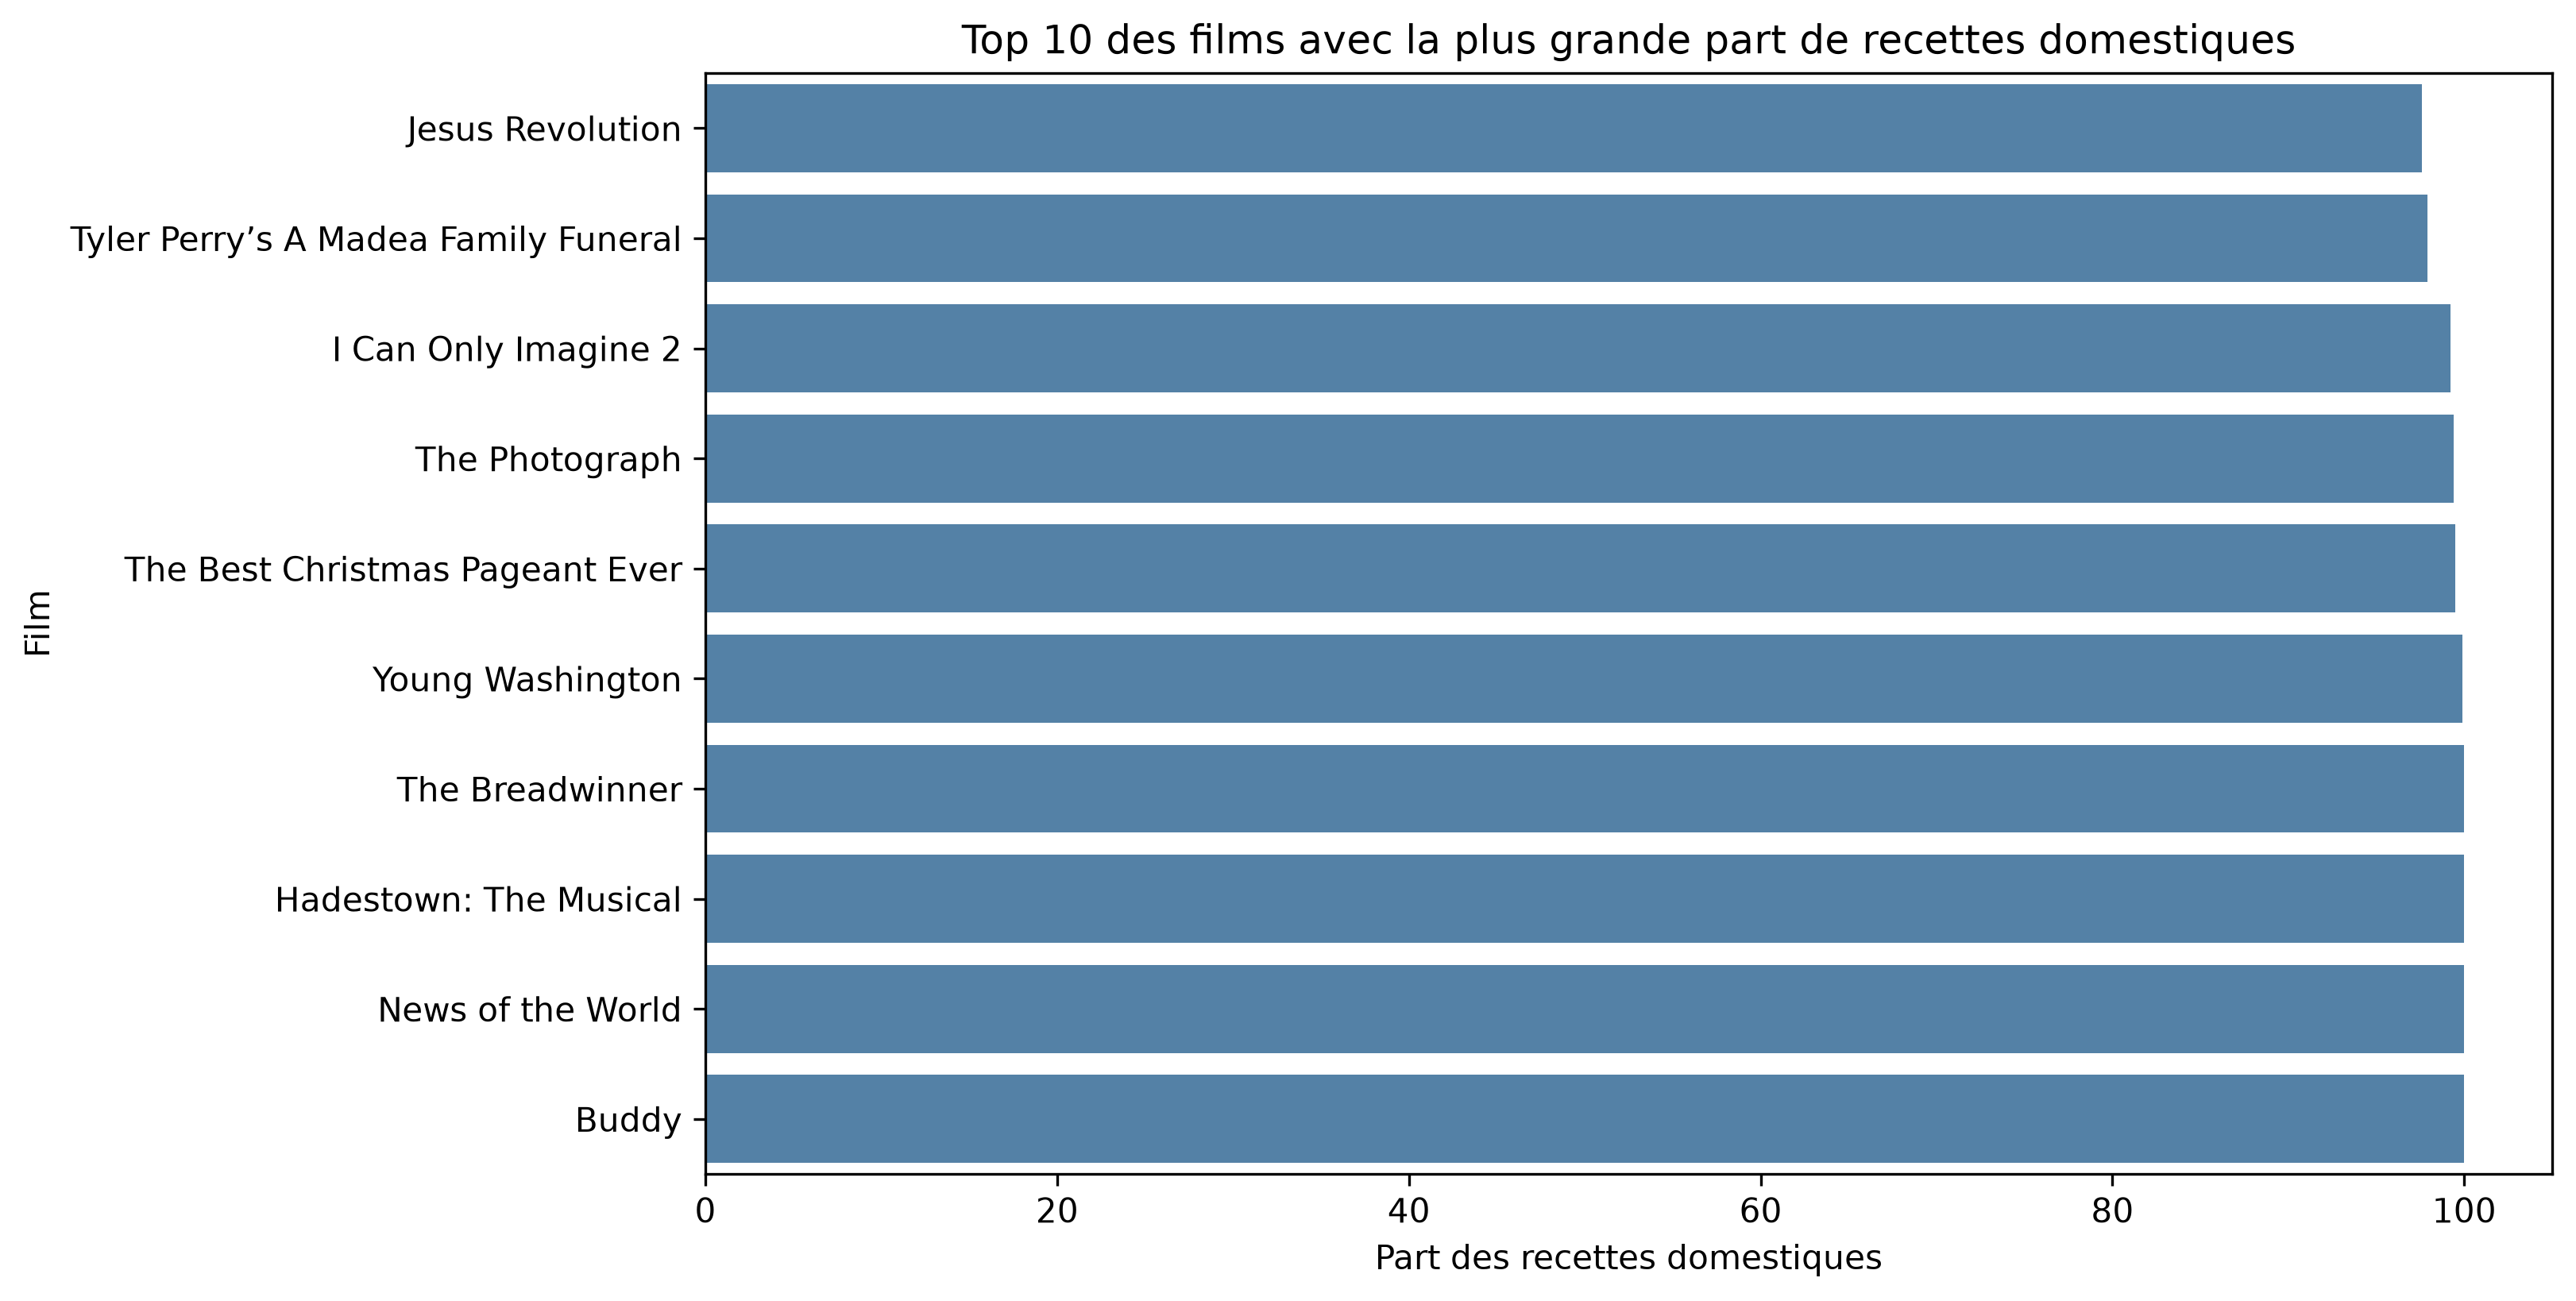 Top 10 des films avec la plus grande part de recettes domestiques
Jesus Revolution
Tyler Perry’s A Madea Family Funeral
I Can Only Imagine 2
The Photograph
The Best Christmas Pageant Ever
Young Washington
The Breadwinner
Hadestown: The Musical
News of the World
Buddy
Film
0 20 40 60 80 100
Part des recettes domestiques